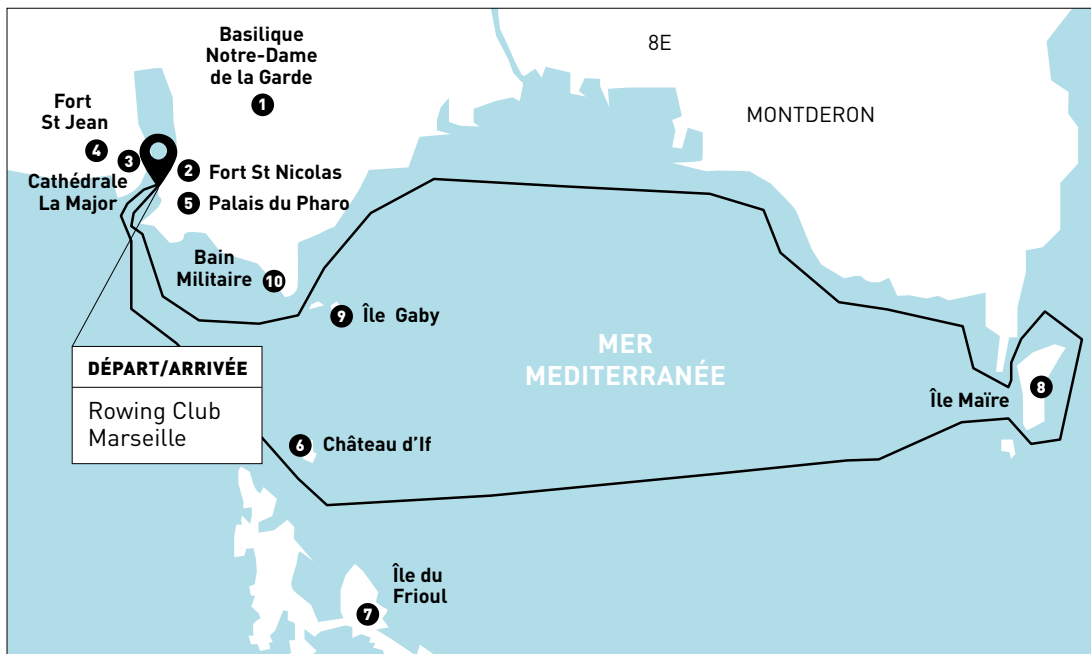 Basilique
Notre-Dame
de la Garde
1
8E
MONTDERON
Fort
St Jean
4
3
Cathédrale
La Major
2 Fort St Nicolas
5 Palais du Pharo
Bain
Militaire
10
9 Île Gaby
MER
MEDITERRANÉE
DÉPART/ARRIVÉE
Rowing Club
Marseille
Île Maïre
8
6 Château d'If
Île du
Frioul
7